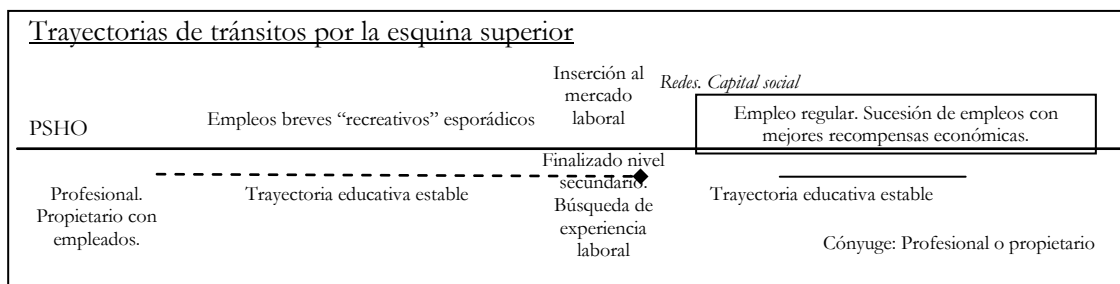 Trayectorias de tránsitos por la esquina superior
Inserción al
mercado
laboral
Redes. Capital social
PSHO
Empleos breves “recreativos” esporádicos
Empleo regular. Sucesión de empleos con
mejores recompensas económicas.
Profesional.
Propietario con
empleados.
Trayectoria educativa estable
Finalizado nivel
secundario.
Búsqueda de
experiencia
laboral
Trayectoria educativa estable
Cónyuge: Profesional o propietario